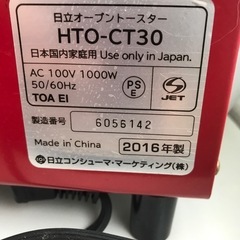 日立オーブントースター
HTO-CT30
日本国内家庭用 Use only in Japan.
AC 100V 1000W
50/60Hz
TOA EI
PS
E
JET
製造番号 6056142
Made in China 2016年製
日立コンシューマ・マーケティング(株)